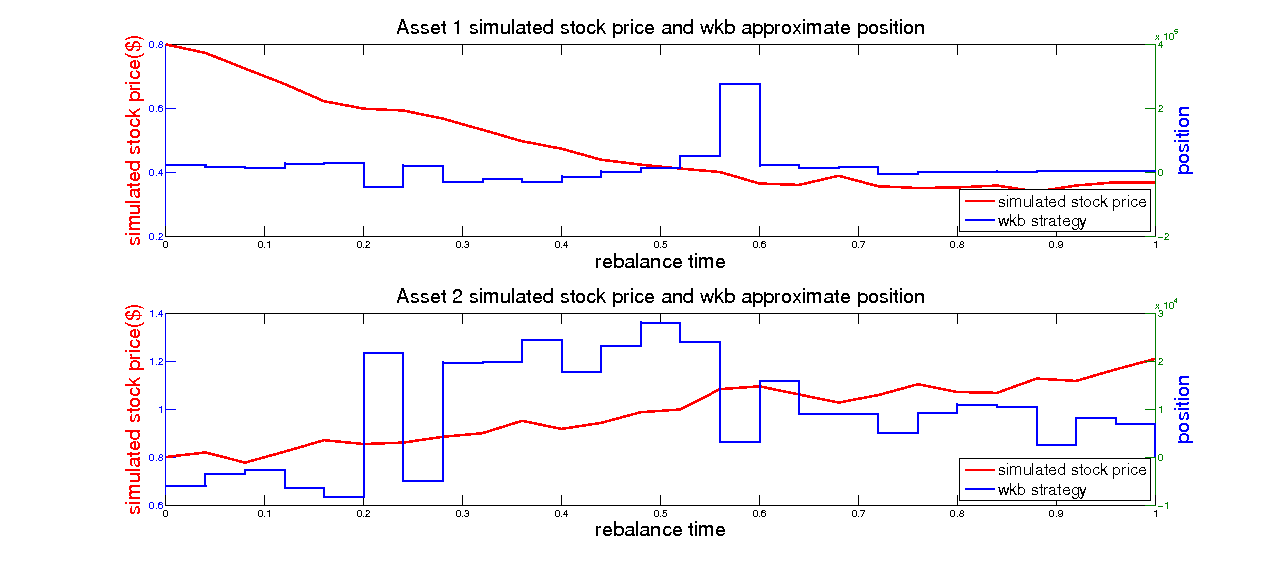 Asset 1 simulated stock price and wkb approximate position
simulated stock price($)
0.8
0.6
0.4
0.2
x 10^5
4
2
0
-2
position
simulated stock price
wkb strategy
0 0.1 0.2 0.3 0.4 0.5 0.6 0.7 0.8 0.9 1
rebalance time
Asset 2 simulated stock price and wkb approximate position
simulated stock price($)
1.4
1.2
1
0.8
0.6
x 10^4
3
2
1
0
-1
position
simulated stock price
wkb strategy
0 0.1 0.2 0.3 0.4 0.5 0.6 0.7 0.8 0.9 1
rebalance time